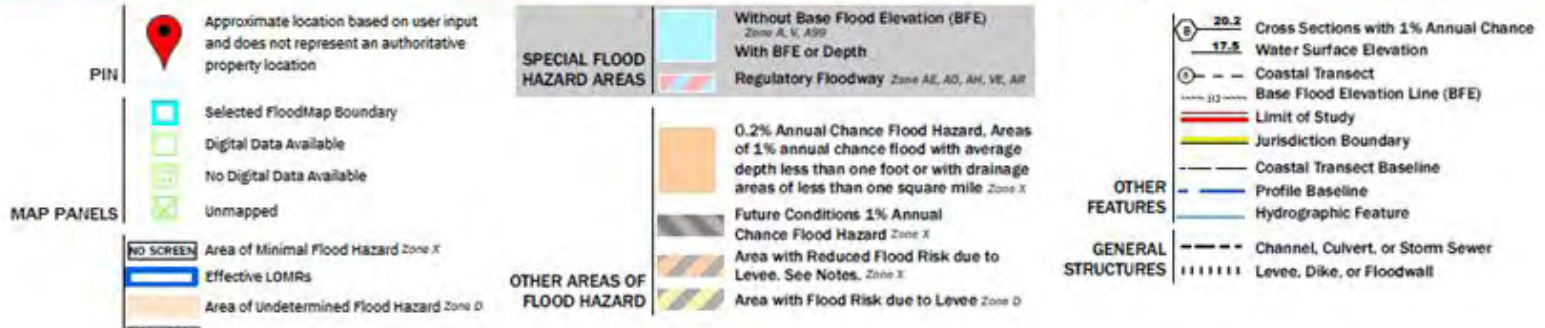 PIN
Approximate location based on user input
and does not represent an authoritative
property location
MAP PANELS
Selected FloodMap Boundary
Digital Data Available
No Digital Data Available
Unmapped
NO SCREEN Area of Minimal Flood Hazard Zone X
Effective LOMRs
Area of Undetermined Flood Hazard Zone D
SPECIAL FLOOD
HAZARD AREAS
Without Base Flood Elevation (BFE)
Zone A, V, A99
With BFE or Depth
Regulatory Floodway Zone AE, AO, AH, VE, AR
OTHER AREAS OF
FLOOD HAZARD
0.2% Annual Chance Flood Hazard, Areas
of 1% annual chance flood with average
depth less than one foot or with drainage
areas of less than one square mile Zone X
Future Conditions 1% Annual
Chance Flood Hazard Zone X
Area with Reduced Flood Risk due to
Levee. See Notes. Zone X
Area with Flood Risk due to Levee Zone D
OTHER
FEATURES
B 20.2 Cross Sections with 1% Annual Chance
17.5 Water Surface Elevation
Coastal Transect
Base Flood Elevation Line (BFE)
Limit of Study
Jurisdiction Boundary
Coastal Transect Baseline
Profile Baseline
Hydrographic Feature
GENERAL
STRUCTURES
Channel, Culvert, or Storm Sewer
Levee, Dike, or Floodwall